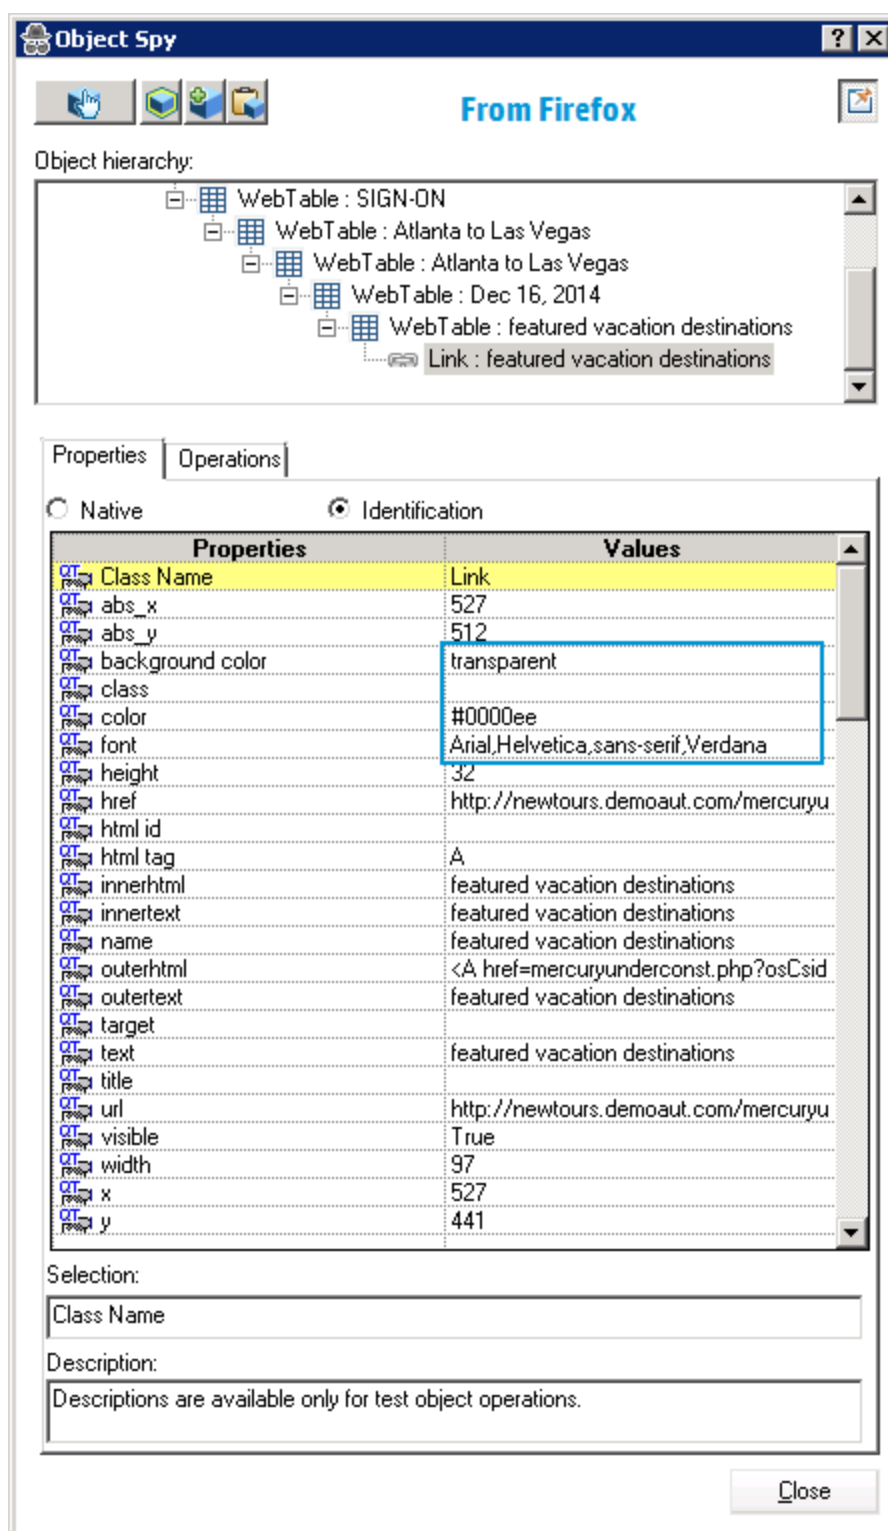 Object Spy
From Firefox
Object hierarchy:
WebTable : SIGN-ON
WebTable : Atlanta to Las Vegas
WebTable : Atlanta to Las Vegas
WebTable : Dec 16, 2014
WebTable : featured vacation destinations
Link : featured vacation destinations
Properties Operations
Native Identification
Properties Values
Class Name Link
abs_x 527
abs_y 512
background color transparent
class
color #0000ee
font Arial,Helvetica,sans-serif,Verdana
height 32
href http://newtours.demoaut.com/mercuryu
html id
html tag A
innerhtml featured vacation destinations
innertext featured vacation destinations
name featured vacation destinations
outerhtml <A href=mercuryunderconst.php?osCsid
outertext featured vacation destinations
target
text featured vacation destinations
title
url http://newtours.demoaut.com/mercuryu
visible True
width 97
x 527
y 441
Selection:
Class Name
Description:
Descriptions are available only for test object operations.
Close